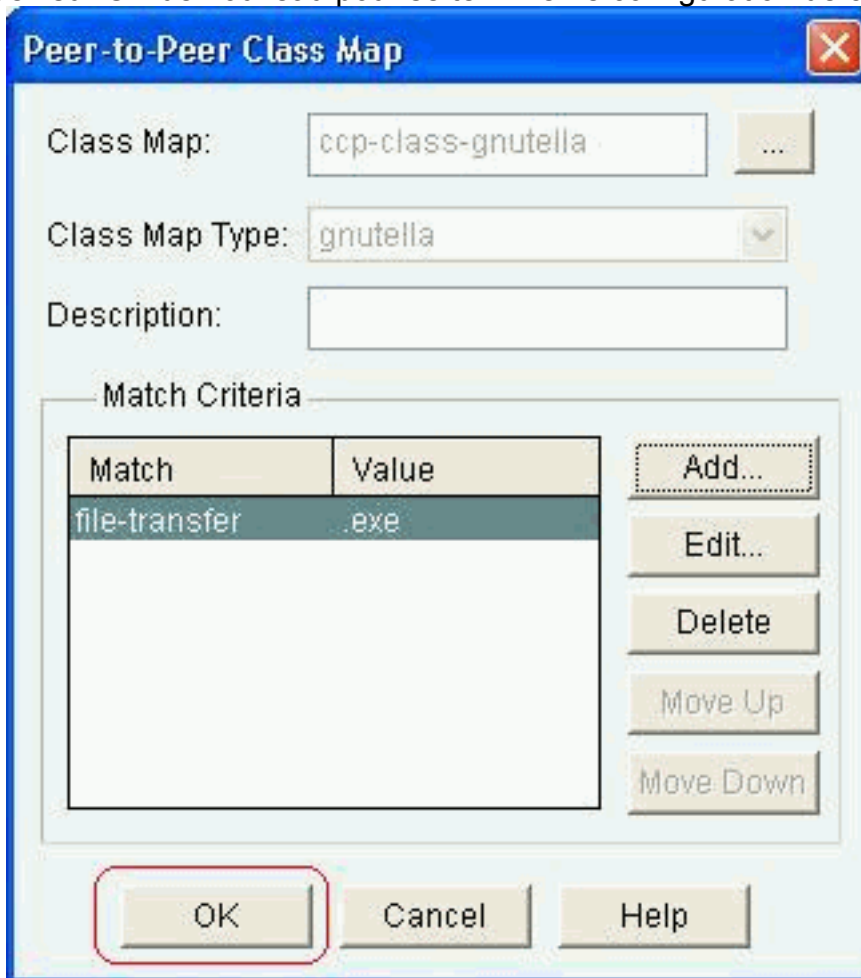 Peer-to-Peer Class Map
Class Map: ccp-class-gnutella ...
Class Map Type: gnutella
Description:
Match Criteria
Match Value
file-transfer .exe
Add...
Edit...
Delete
Move Up
Move Down
OK Cancel Help